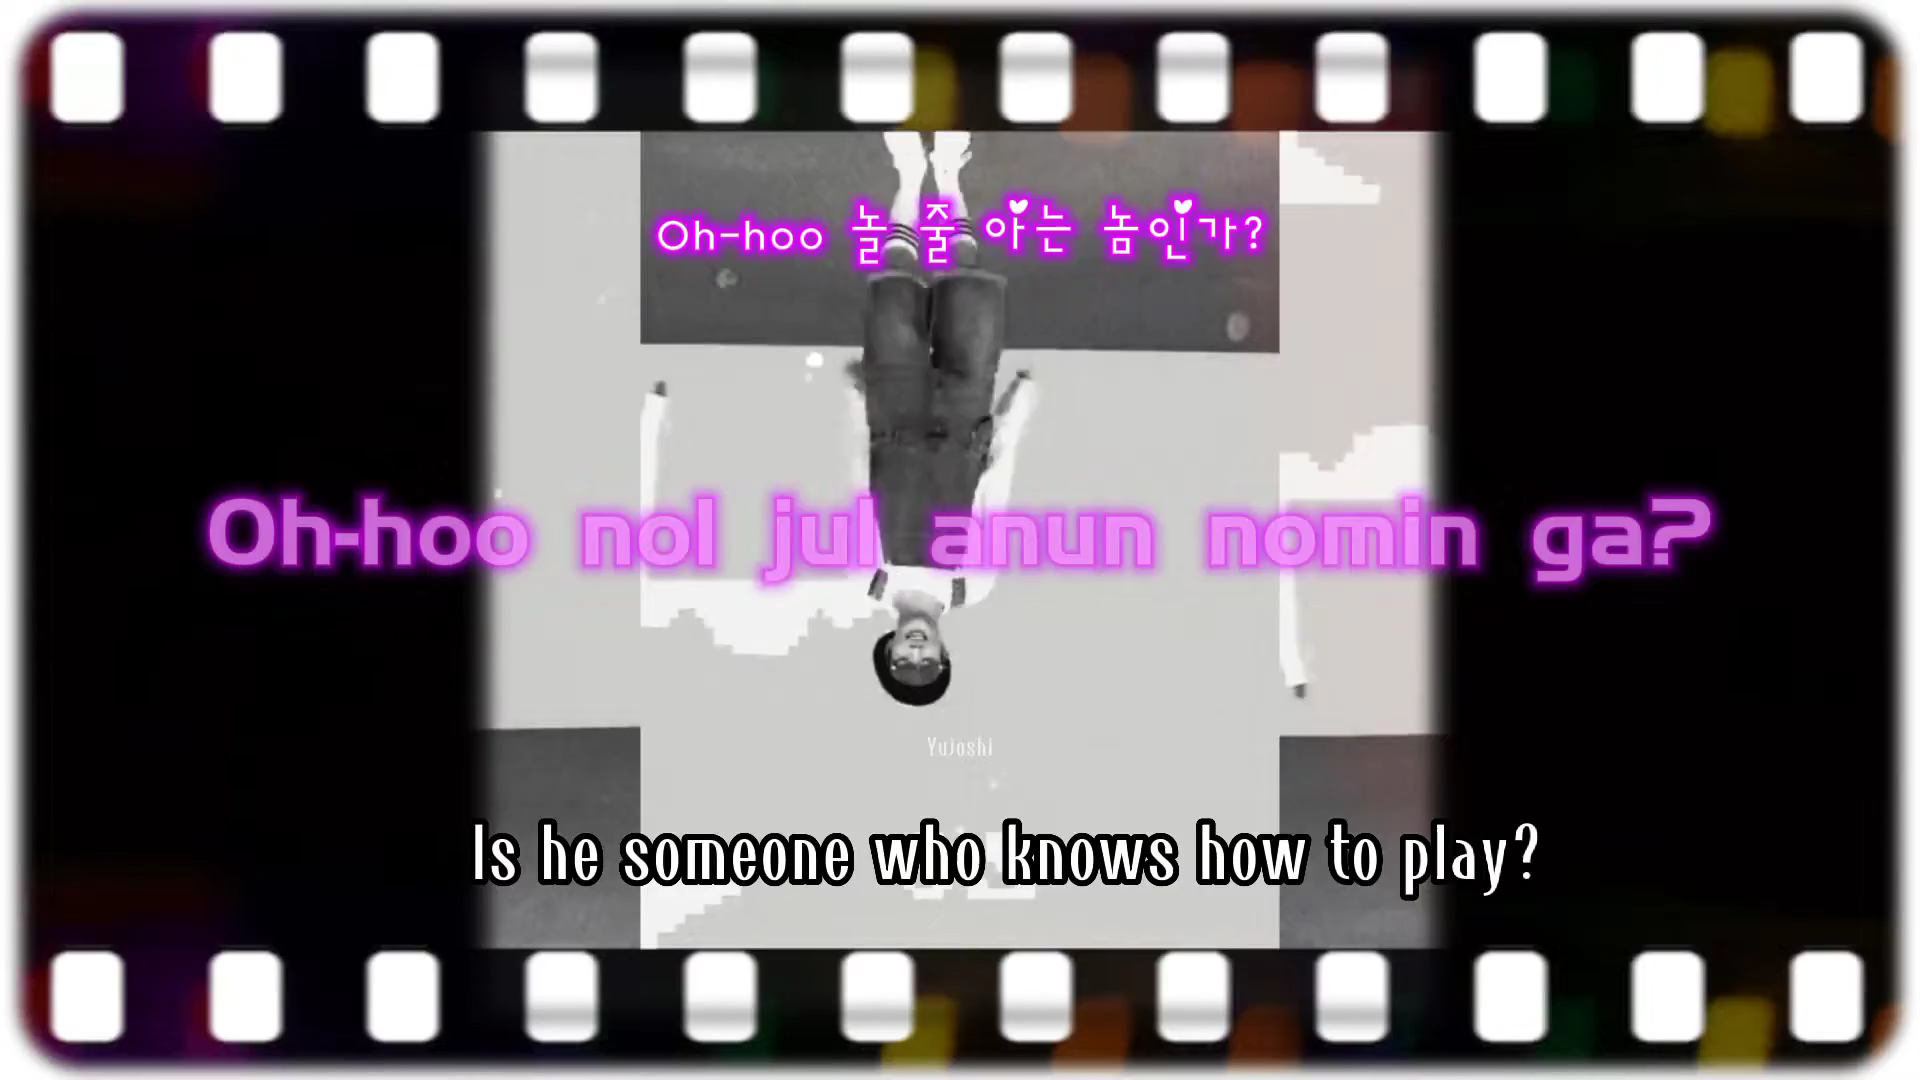 Oh-hoo 놀 줄 아는 놈인가?
Oh-hoo nol jul anun nomin ga?
Yujoshi
Is he someone who knows how to play?